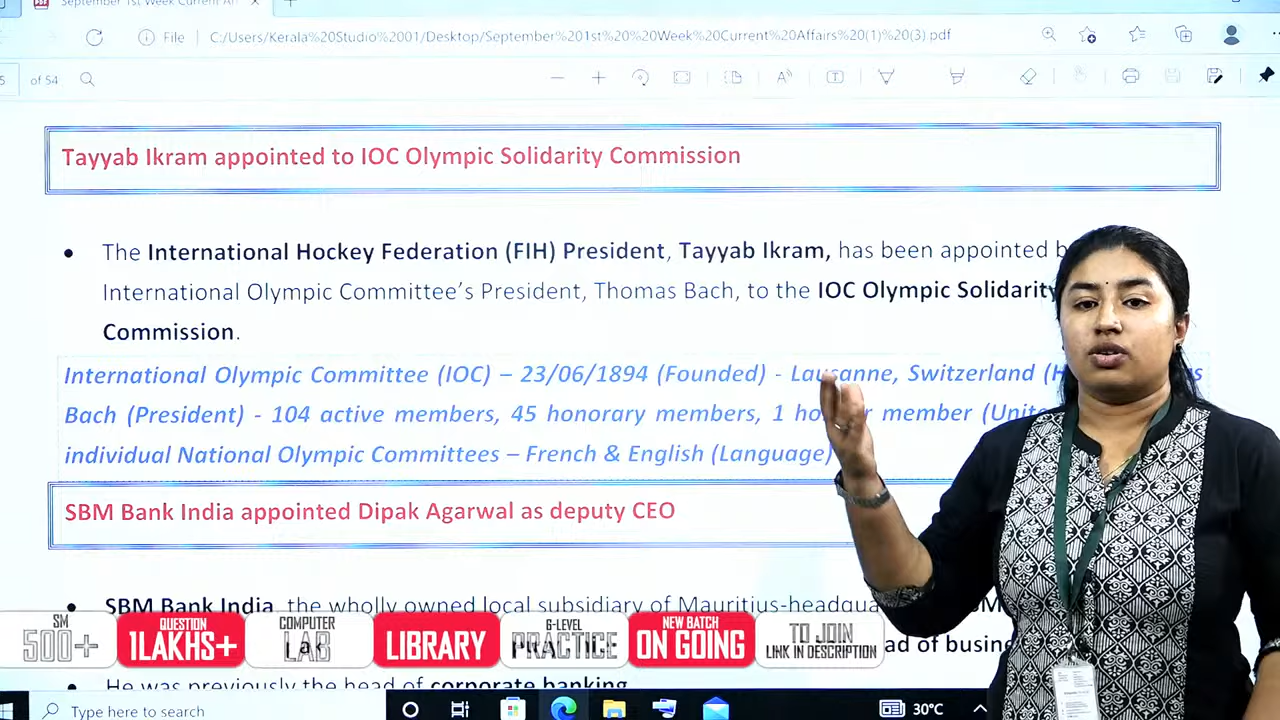 September 1st Week Current Af
File
C:/Users/Kerala%20Studio%2001/Desktop/September%201st%20%20Week%20Current%20Affairs%20(1)%20(3).pdf
5 of 54
Tayyab Ikram appointed to IOC Olympic Solidarity Commission
• The International Hockey Federation (FIH) President, Tayyab Ikram, has been appointed
International Olympic Committee's President, Thomas Bach, to the IOC Olympic Solidarity
Commission.
International Olympic Committee (IOC) – 23/06/1894 (Founded) - Lausanne, Switzerland
Bach (President) - 104 active members, 45 honorary members, 1 member
individual National Olympic Committees – French & English (Language)
SBM Bank India appointed Dipak Agarwal as deputy CEO
• SBM Bank India, the wholly owned local subsidiary of
SM
500+
QUESTION
1LAKHS+
COMPUTER
LAB
LIBRARY
6-LEVEL
PRACTICE
NEW BATCH
ON GOING
TO JOIN
LINK IN DESCRIPTION
ad of
• He was previously the head of corporate banking
Type here to search
30°C